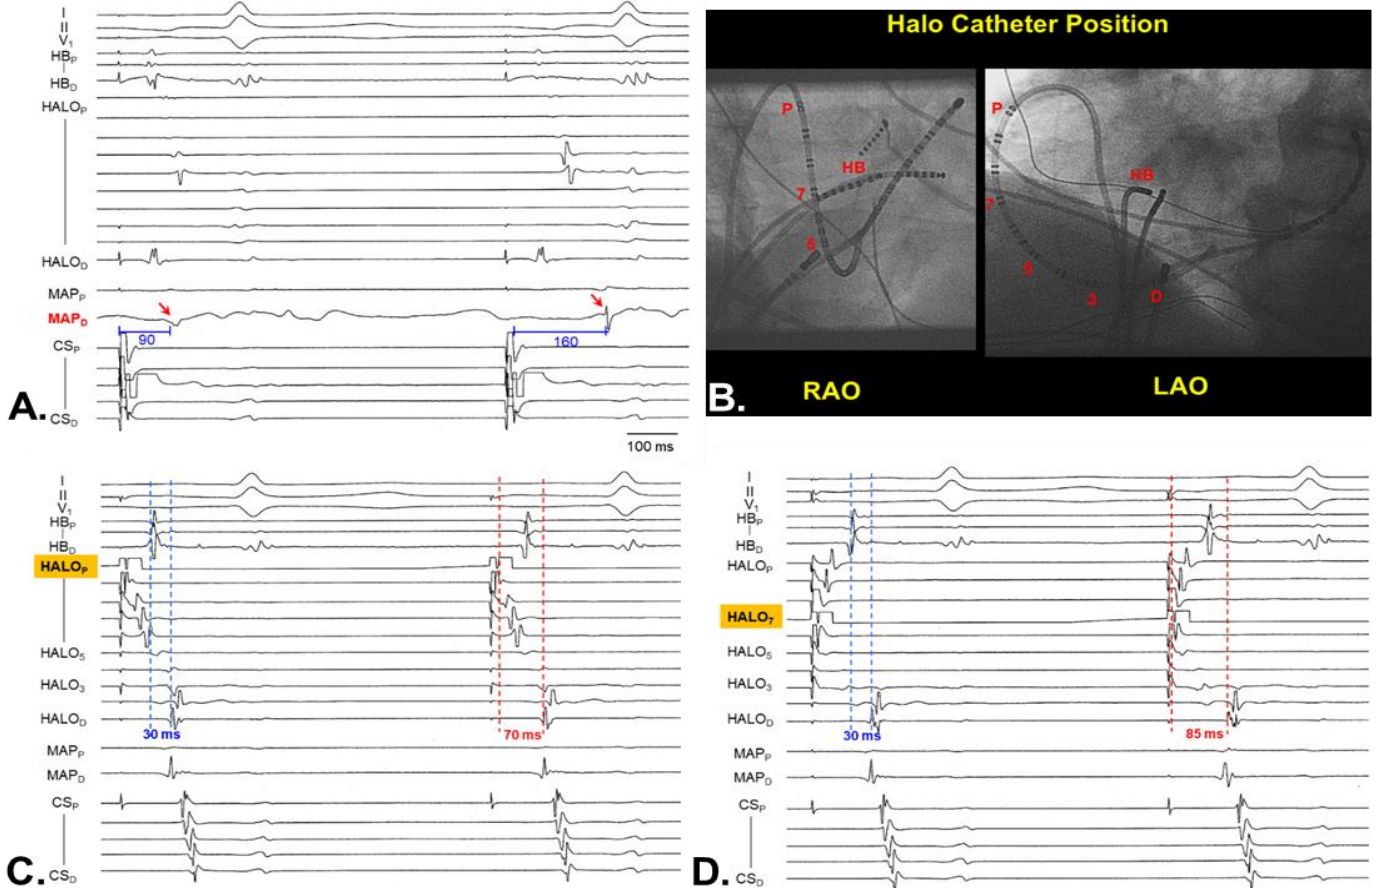 I
II
V1
HBP
HBD
HALOP
HALOD
MAPP
MAPD
90
160
CSP
CSD
A.
100 ms
Halo Catheter Position
P
HB
7
5
RAO
P
HB
7
5
3
D
LAO
B.
I
II
V1
HBP
HBD
HALOP
HALO5
HALO3
HALOD
30 ms
70 ms
MAPP
MAPD
CSP
CSD
C.
I
II
V1
HBP
HBD
HALOP
HALO7
HALO5
HALO3
HALOD
30 ms
85 ms
MAPP
MAPD
CSP
CSD
D.